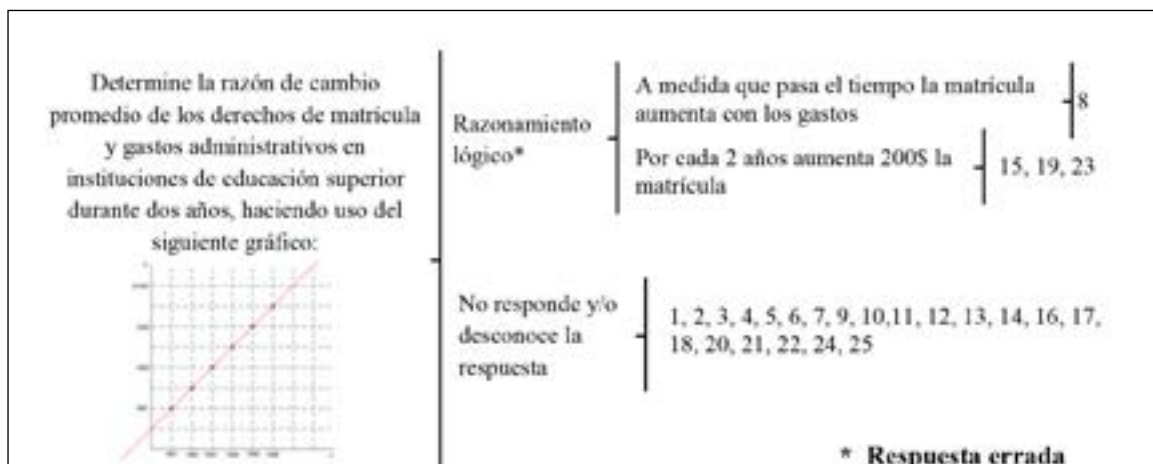 Determine la razón de cambio
promedio de los derechos de matrícula
y gastos administrativos en
instituciones de educación superior
durante dos años, haciendo uso del
siguiente gráfico:
Razonamiento
lógico*
A medida que pasa el tiempo la matrícula
aumenta con los gastos
8
Por cada 2 años aumenta 200$ la
matrícula
15, 19, 23
No responde y/o
desconoce la
respuesta
1, 2, 3, 4, 5, 6, 7, 9, 10,11, 12, 13, 14, 16, 17,
18, 20, 21, 22, 24, 25
* Respuesta errada